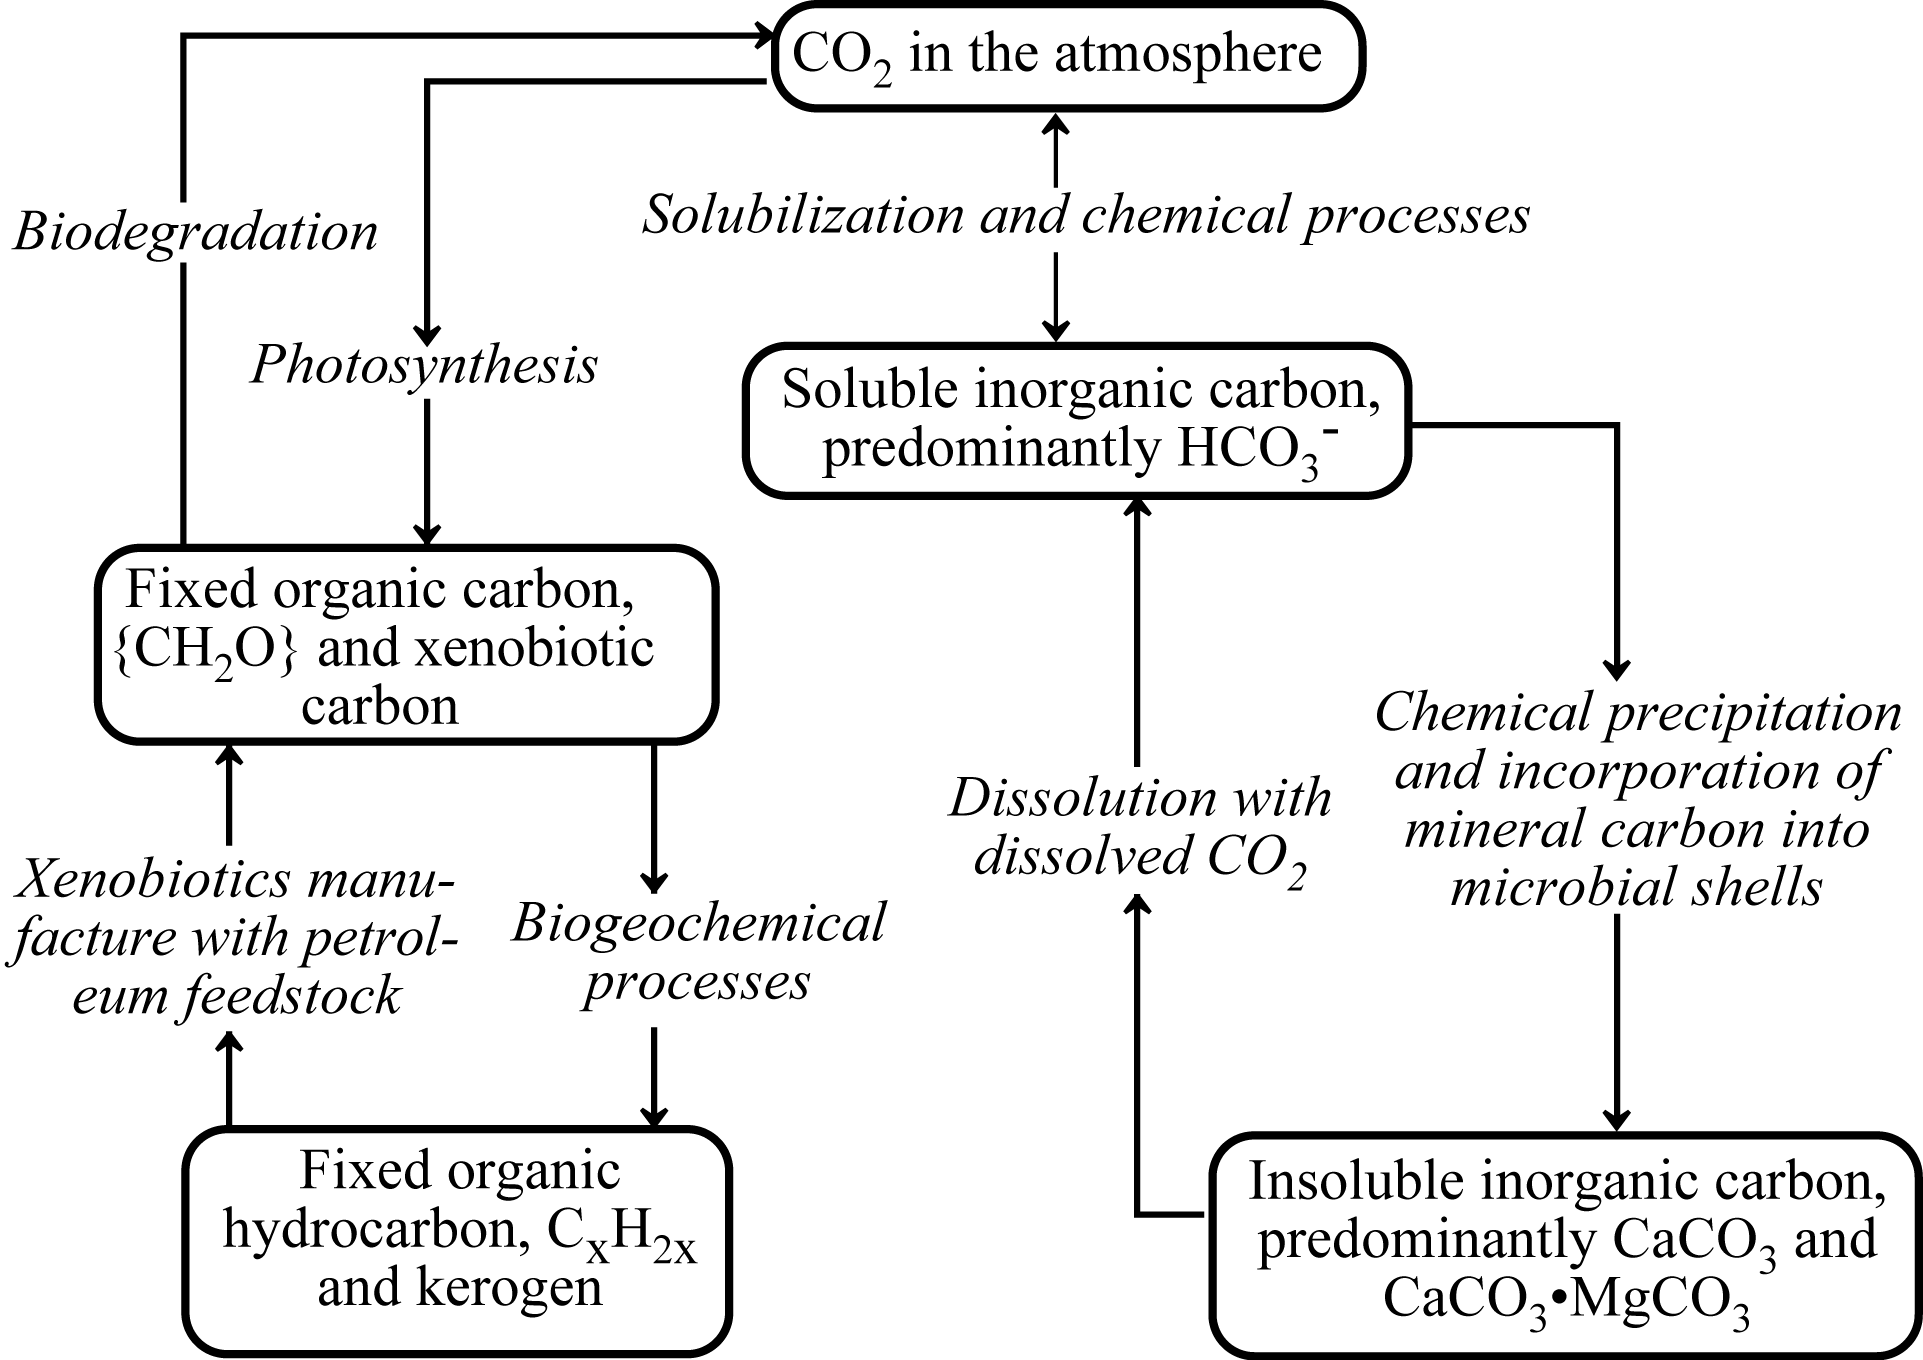 CO₂ in the atmosphere
Biodegradation
Solubilization and chemical processes
Photosynthesis
Soluble inorganic carbon,
predominantly HCO₃⁻
Fixed organic carbon,
{CH₂O} and xenobiotic
carbon
Chemical precipitation
and incorporation of
mineral carbon into
microbial shells
Dissolution with
dissolved CO₂
Xenobiotics manu-
facture with petrol-
eum feedstock
Biogeochemical
processes
Fixed organic
hydrocarbon, CₓH₂ₓ
and kerogen
Insoluble inorganic carbon,
predominantly CaCO₃ and
CaCO₃•MgCO₃